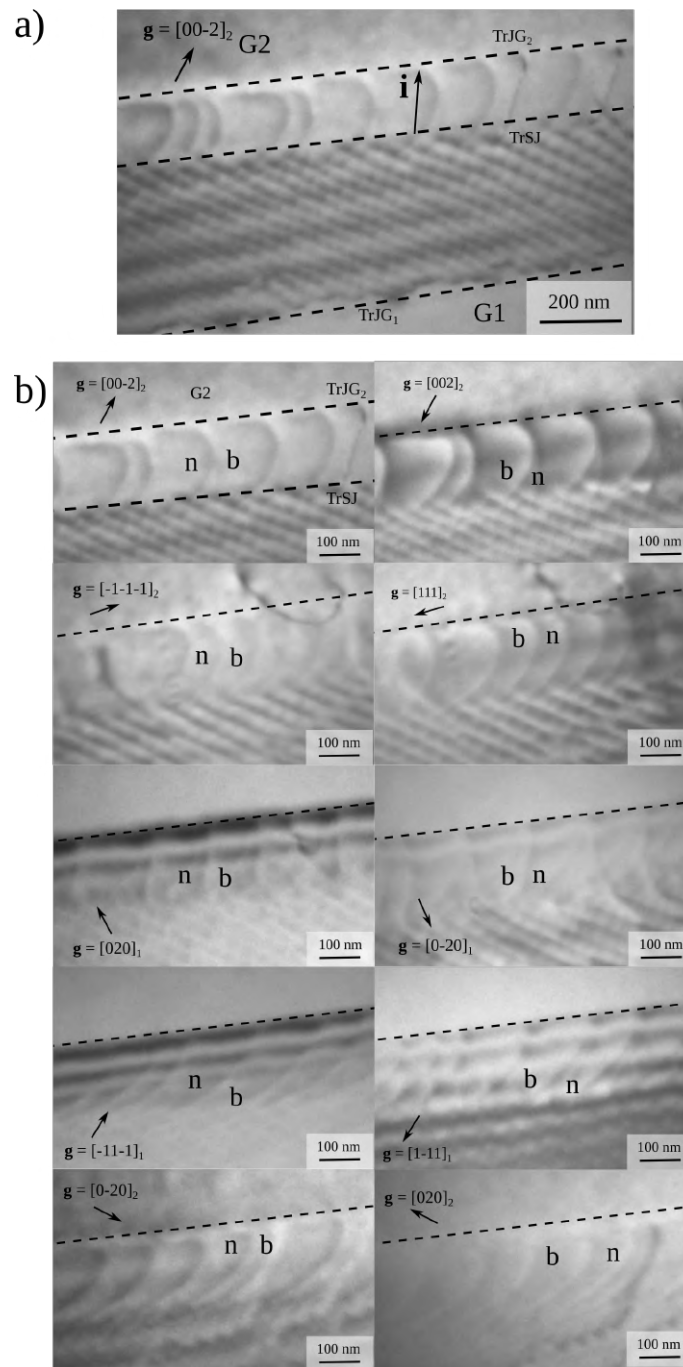 a)
g = [00-2]₂
G2
TrJG₂
i
TrSJ
TrJG₁
G1
200 nm
b)
g = [00-2]₂
G2
TrJG₂
n b
TrSJ
100 nm
g = [002]₂
b n
100 nm
g = [-1-1-1]₂
n b
100 nm
g = [111]₂
b n
100 nm
n b
g = [020]₁
100 nm
b n
g = [0-20]₁
100 nm
n b
g = [-11-1]₁
100 nm
b n
g = [1-11]₁
100 nm
g = [0-20]₂
n b
100 nm
g = [020]₂
b n
100 nm